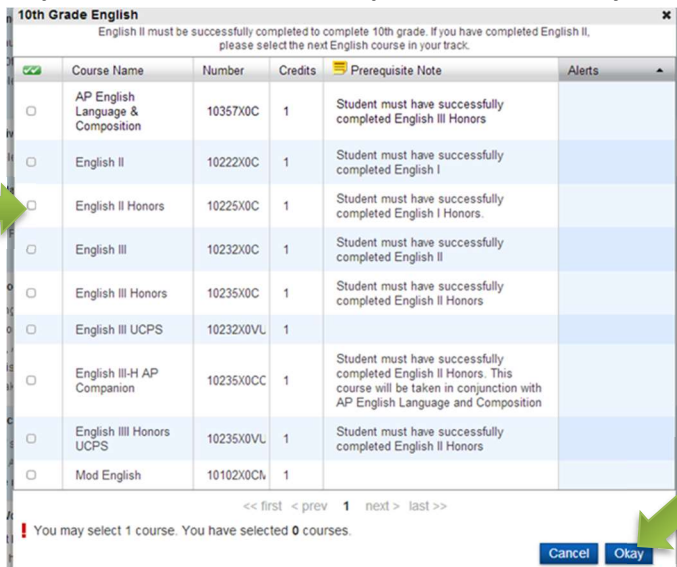 10th Grade English x
English II must be successfully completed to complete 10th grade. If you have completed English II,
please select the next English course in your track.
Course Name Number Credits Prerequisite Note Alerts
AP English
Language &
Composition
10357X0C 1
Student must have successfully
completed English III Honors
English II 10222X0C 1
Student must have successfully
completed English I
English II Honors 10225X0C 1
Student must have successfully
completed English I Honors.
English III 10232X0C 1
Student must have successfully
completed English II
English III Honors 10235X0C 1
Student must have successfully
completed English II Honors
English III UCPS 10232X0VL 1
English III-H AP
Companion
10235X0CC 1
Student must have successfully
completed English II Honors. This
course will be taken in conjunction with
AP English Language and Composition
English IIII Honors
UCPS
10235X0VL 1
Student must have successfully
completed English II Honors
Mod English 10102X0CM 1
<< first < prev 1 next > last >>
! You may select 1 course. You have selected 0 courses.
Cancel Okay